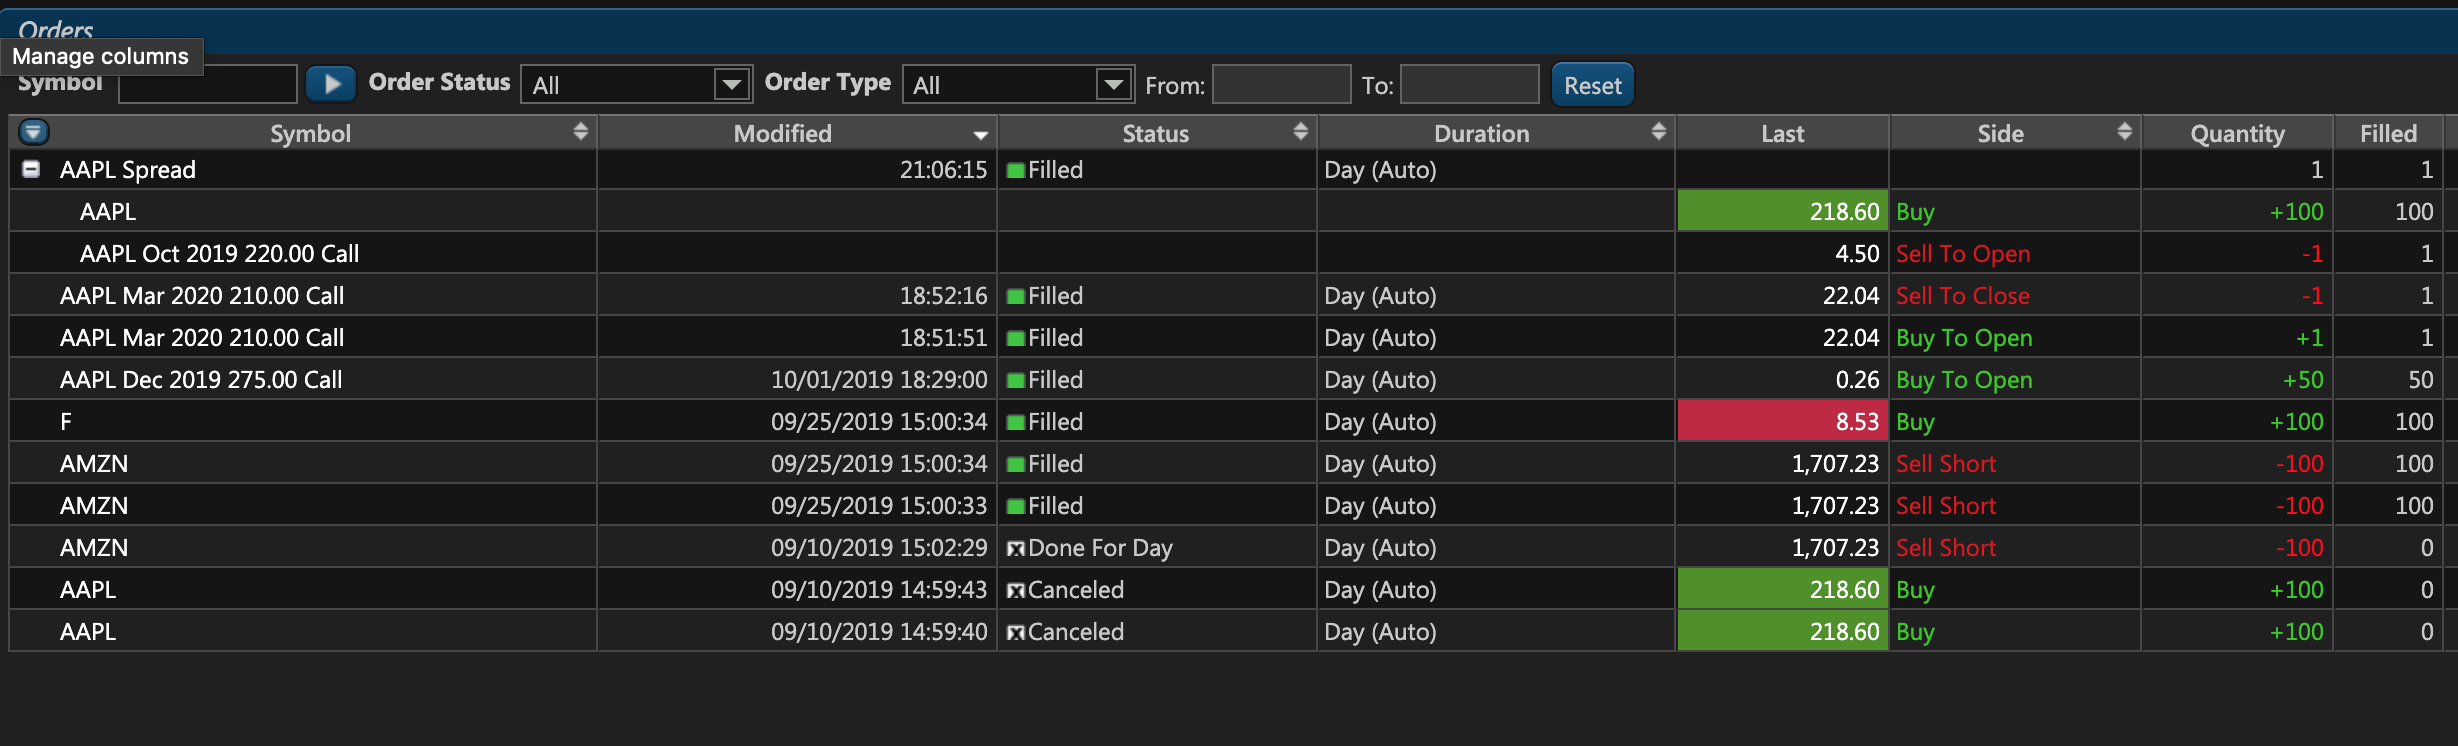 Orders
Manage columns
Symbol Order Status All Order Type All From: To: Reset
Symbol Modified Status Duration Last Side Quantity Filled
AAPL Spread 21:06:15 Filled Day (Auto) 1 1
AAPL 218.60 Buy +100 100
AAPL Oct 2019 220.00 Call 4.50 Sell To Open -1 1
AAPL Mar 2020 210.00 Call 18:52:16 Filled Day (Auto) 22.04 Sell To Close -1 1
AAPL Mar 2020 210.00 Call 18:51:51 Filled Day (Auto) 22.04 Buy To Open +1 1
AAPL Dec 2019 275.00 Call 10/01/2019 18:29:00 Filled Day (Auto) 0.26 Buy To Open +50 50
F 09/25/2019 15:00:34 Filled Day (Auto) 8.53 Buy +100 100
AMZN 09/25/2019 15:00:34 Filled Day (Auto) 1,707.23 Sell Short -100 100
AMZN 09/25/2019 15:00:33 Filled Day (Auto) 1,707.23 Sell Short -100 100
AMZN 09/10/2019 15:02:29 Done For Day Day (Auto) 1,707.23 Sell Short -100 0
AAPL 09/10/2019 14:59:43 Canceled Day (Auto) 218.60 Buy +100 0
AAPL 09/10/2019 14:59:40 Canceled Day (Auto) 218.60 Buy +100 0